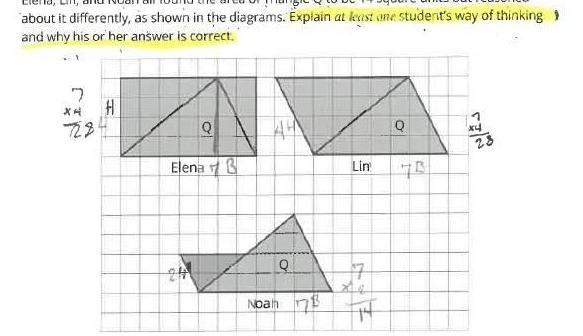 Elena, Lin, and Noah all found the area of Triangle Q to be 14 square units but reasoned
about it differently, as shown in the diagrams. Explain at least one student's way of thinking
and why his or her answer is correct.
7
x4
28
H
4
Q
Elena 7 B
4H
Q
Lin 7B
7
x4
28
2H
Q
Noah 7B
7
x2
14